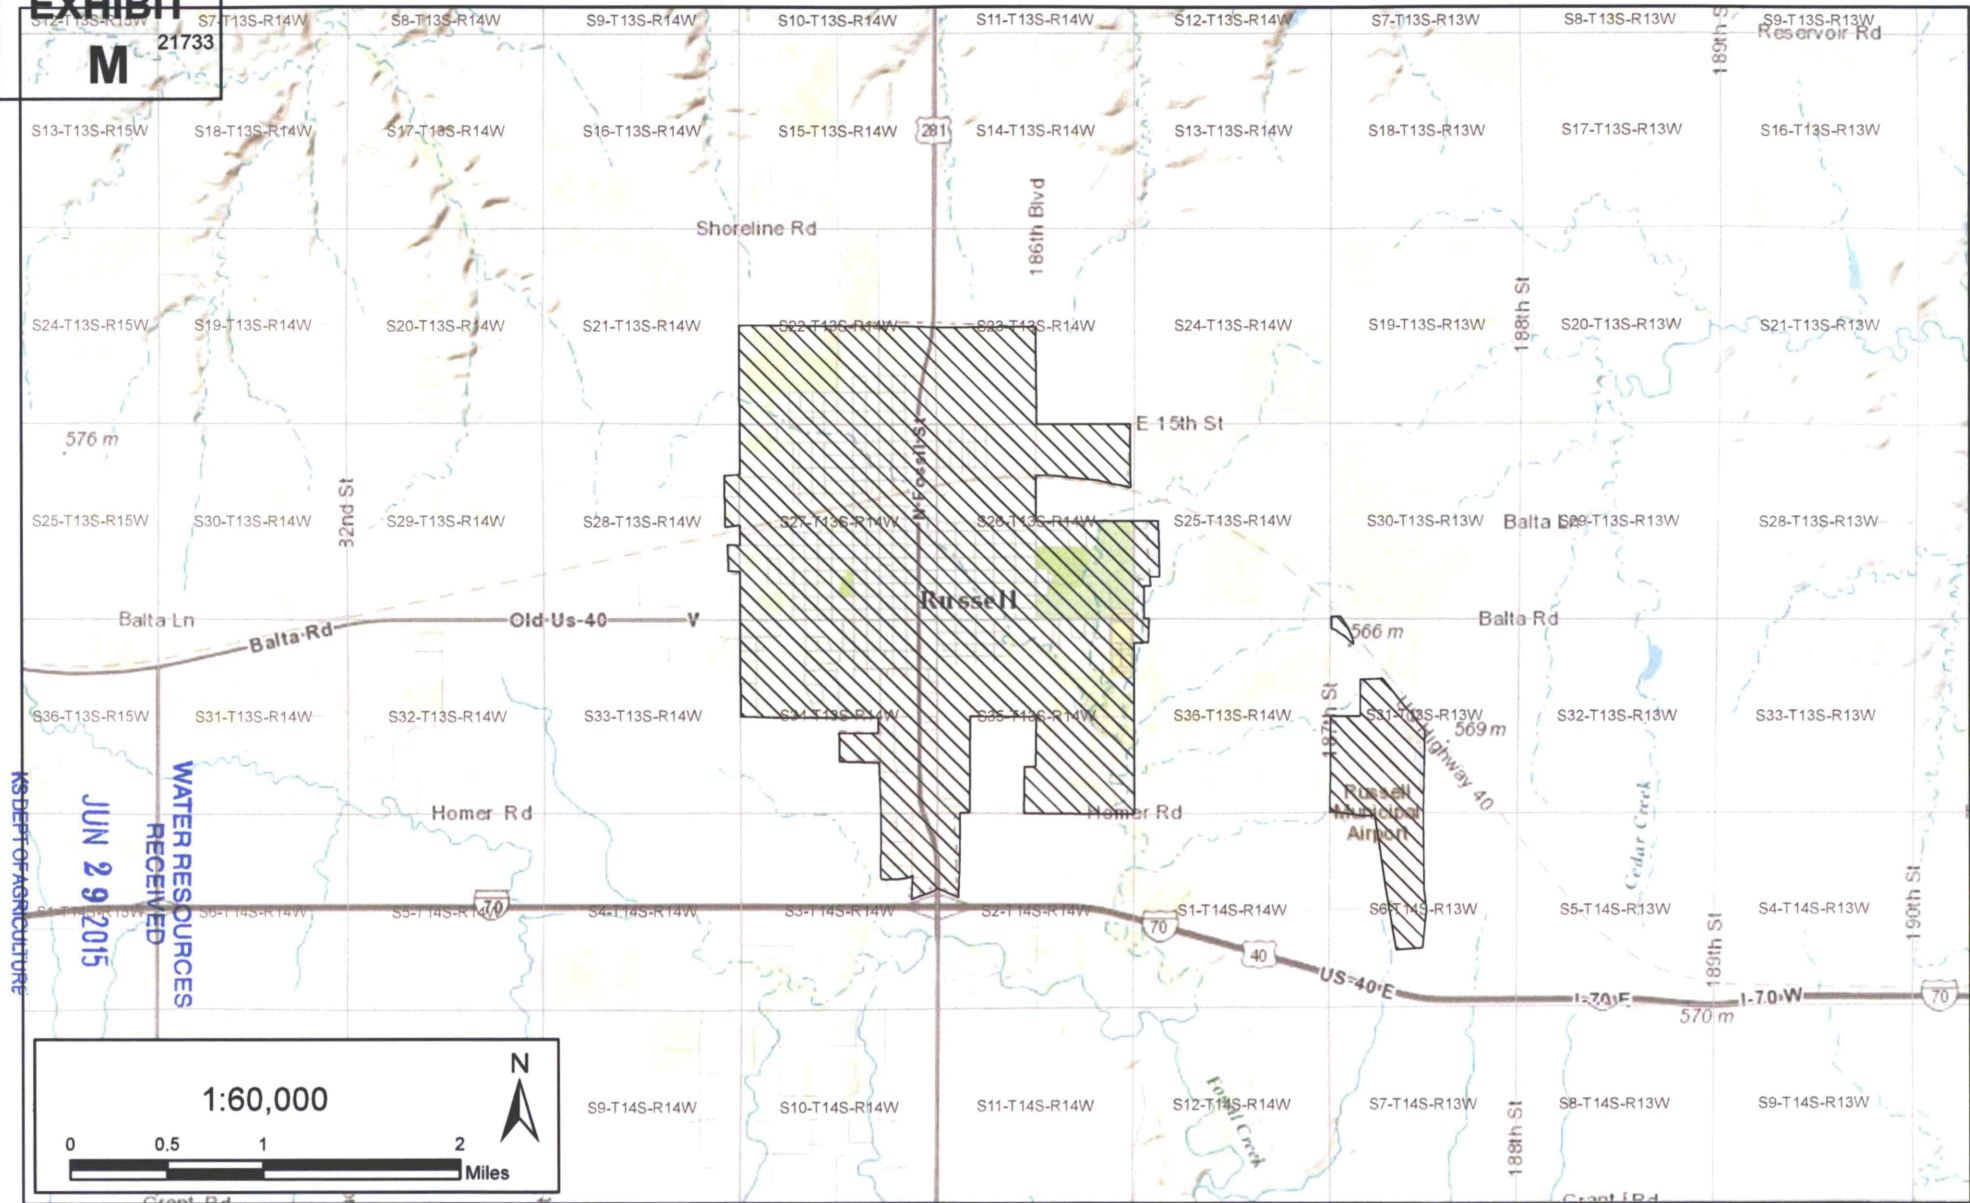 EXHIBIT
21733
M
S12-T13S-R15W S7-T13S-R14W S8-T13S-R14W S9-T13S-R14W S10-T13S-R14W S11-T13S-R14W S12-T13S-R14W S7-T13S-R13W S8-T13S-R13W S9-T13S-R13W
Reservoir Rd
S13-T13S-R15W S18-T13S-R14W S17-T13S-R14W S16-T13S-R14W S15-T13S-R14W 281 S14-T13S-R14W S13-T13S-R14W S18-T13S-R13W S17-T13S-R13W S16-T13S-R13W
Shoreline Rd
186th Blvd
S24-T13S-R15W S19-T13S-R14W S20-T13S-R14W S21-T13S-R14W S22-T13S-R14W S23-T13S-R14W S24-T13S-R14W S19-T13S-R13W S20-T13S-R13W S21-T13S-R13W
188th St
E 15th St
576 m
N Fossil St
82nd St
S25-T13S-R15W S30-T13S-R14W S29-T13S-R14W S28-T13S-R14W S27-T13S-R14W S26-T13S-R14W S25-T13S-R14W S30-T13S-R13W Balta Ln S29-T13S-R13W S28-T13S-R13W
Russell
Balta Ln Balta Rd Old-Us-40 V Balta Rd
566 m
S36-T13S-R15W S31-T13S-R14W S32-T13S-R14W S33-T13S-R14W S34-T13S-R14W S35-T13S-R14W S36-T13S-R14W 187th St S31-T13S-R13W S32-T13S-R13W S33-T13S-R13W
569 m
Highway 40
Russell
Municipal
Airport
Homer Rd Homer Rd
Cedar Creek
WATER RESOURCES
RECEIVED
JUN 29 2015
KS DEPT OF AGRICULTURE
S1-T14S-R15W S6-T14S-R14W S5-T14S-R14W 70 S4-T14S-R14W S3-T14S-R14W S2-T14S-R14W S1-T14S-R14W S6-T14S-R13W S5-T14S-R13W S4-T14S-R13W
70
40
189th St
190th St
US-40-E I-70-E I-70-W 70
570 m
S9-T14S-R14W S10-T14S-R14W S11-T14S-R14W S12-T14S-R14W S7-T14S-R13W S8-T14S-R13W S9-T14S-R13W
Fossil Creek
188th St
N
1:60,000
0 0.5 1 2
Miles